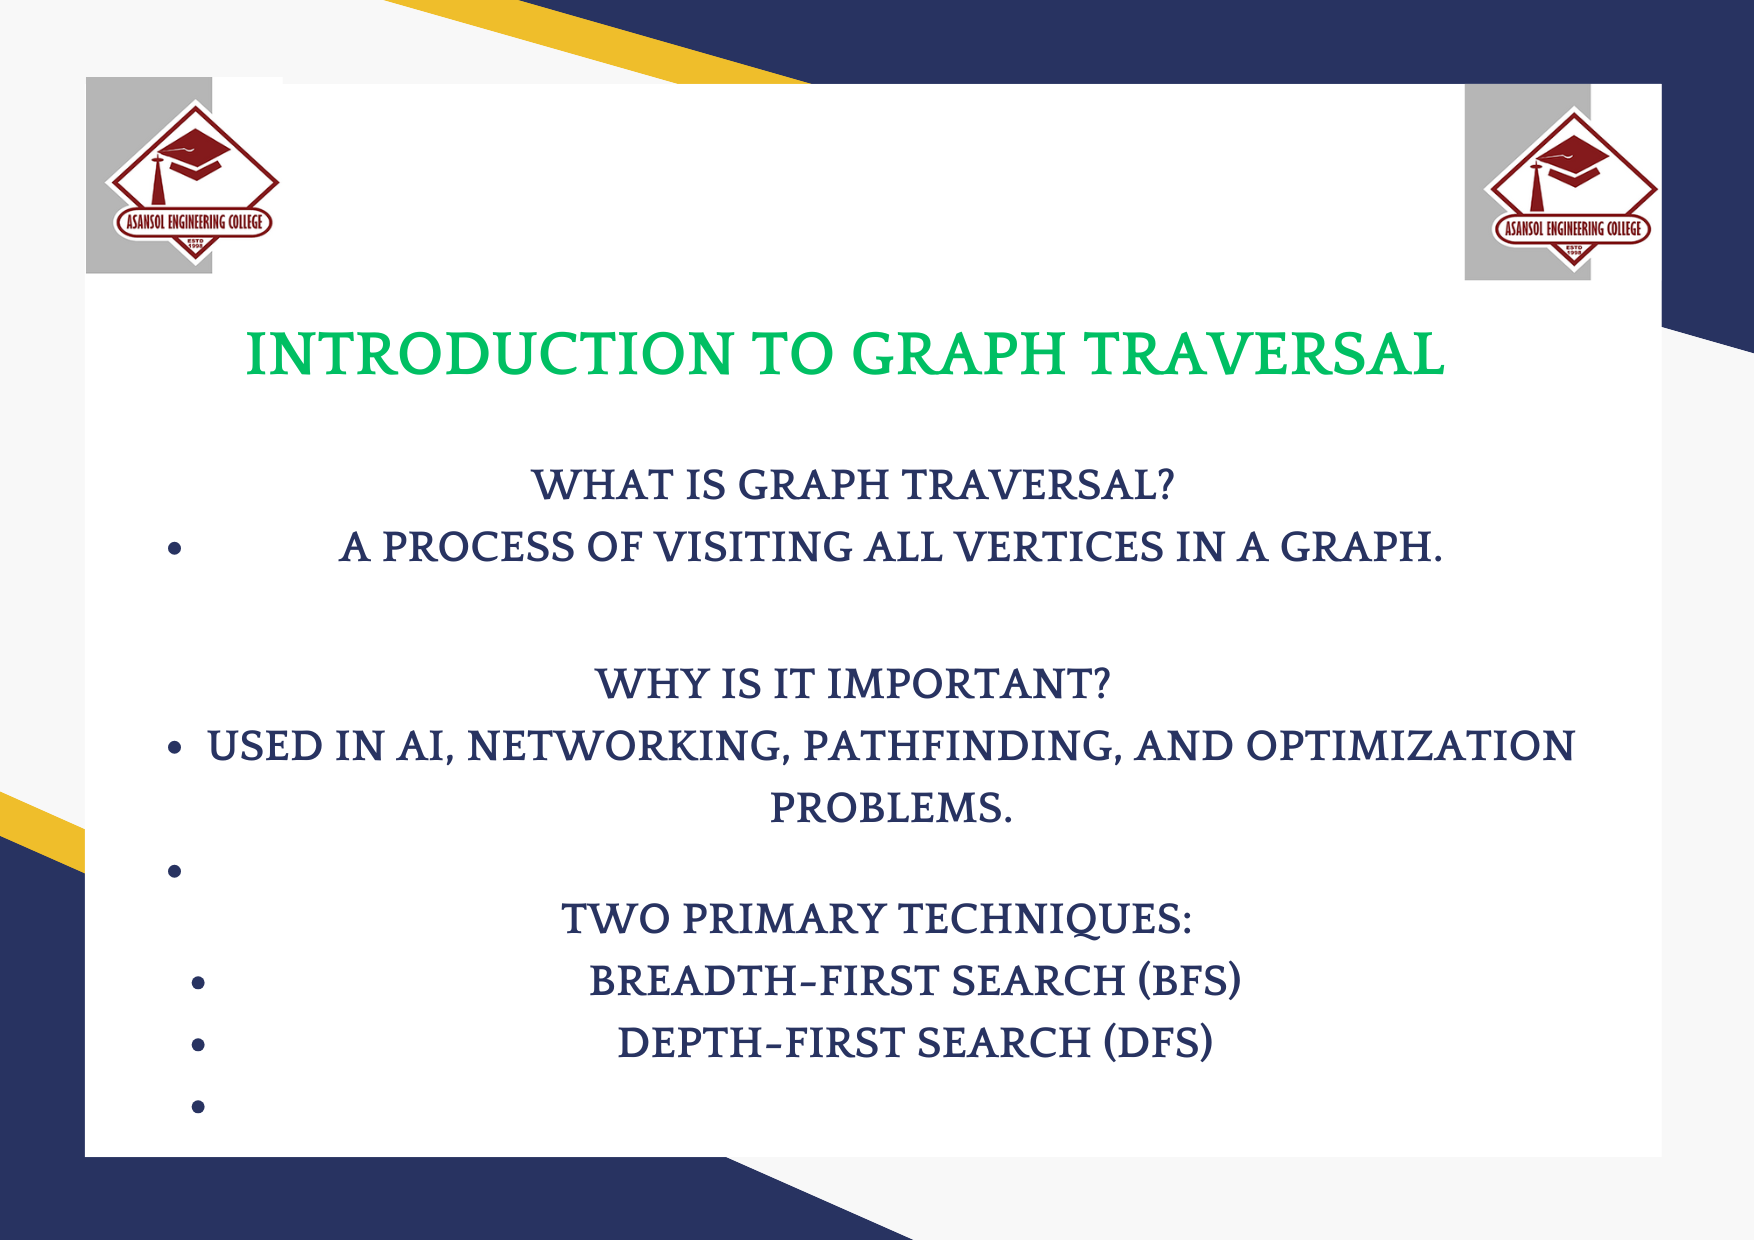 ASANSOL ENGINEERING COLLEGE
ESTD
1998
ASANSOL ENGINEERING COLLEGE
ESTD
1998
INTRODUCTION TO GRAPH TRAVERSAL
WHAT IS GRAPH TRAVERSAL?
• A PROCESS OF VISITING ALL VERTICES IN A GRAPH.
WHY IS IT IMPORTANT?
• USED IN AI, NETWORKING, PATHFINDING, AND OPTIMIZATION
PROBLEMS.
•
TWO PRIMARY TECHNIQUES:
• BREADTH-FIRST SEARCH (BFS)
• DEPTH-FIRST SEARCH (DFS)
•